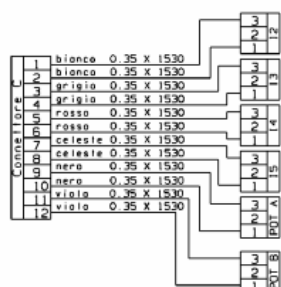 Connettore C
1 bianco 0.35 X 1530
2 bianco 0.35 X 1530
3 grigio 0.35 X 1530
4 grigio 0.35 X 1530
5 rosso 0.35 X 1530
6 rosso 0.35 X 1530
7 celeste 0.35 X 1530
8 celeste 0.35 X 1530
9 nero 0.35 X 1530
10 nero 0.35 X 1530
11 viola 0.35 X 1530
12 viola 0.35 X 1530
3
2
1
I2
3
2
1
I3
3
2
1
I4
3
2
1
I5
3
2
1
POT A
3
2
1
POT B